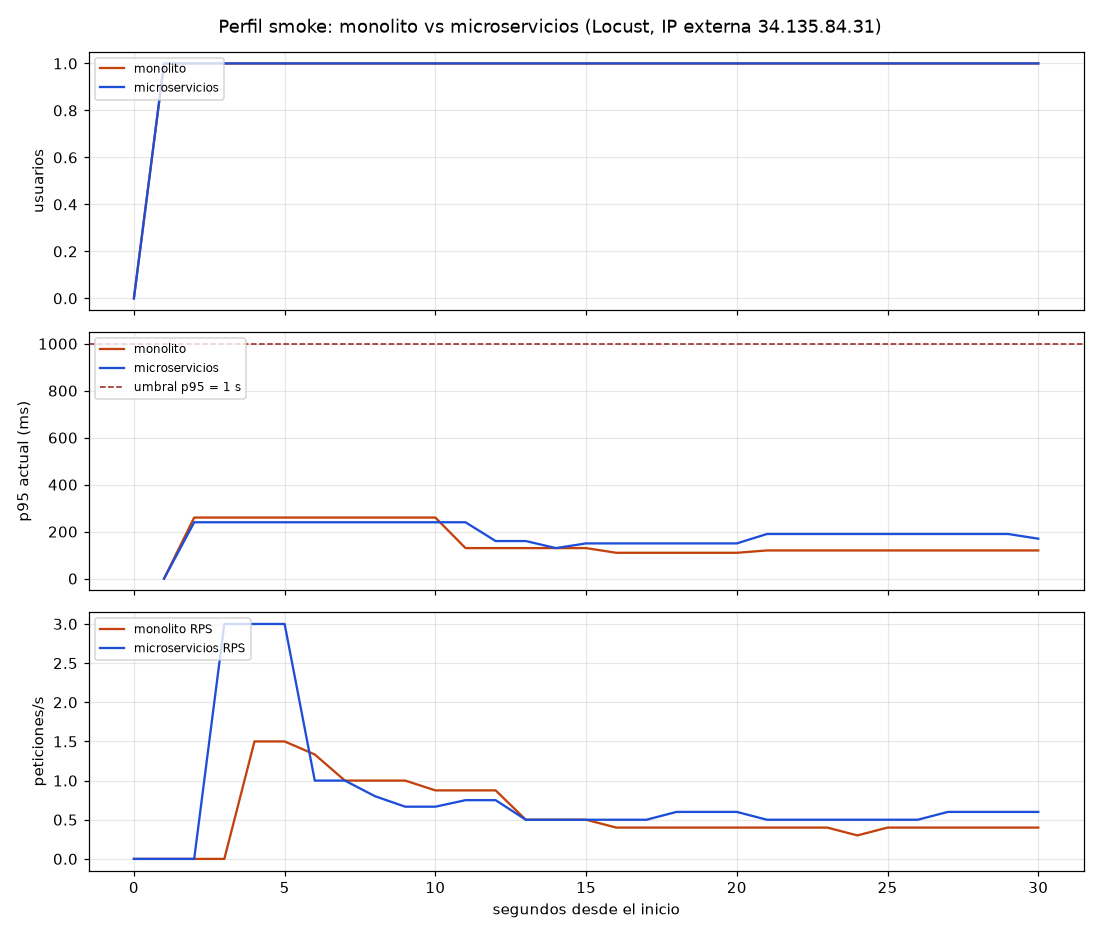 Perfil smoke: monolito vs microservicios (Locust, IP externa 34.135.84.31)
usuarios
1.0
0.8
0.6
0.4
0.2
0.0
monolito
microservicios
p95 actual (ms)
1000
800
600
400
200
0
monolito
microservicios
umbral p95 = 1 s
peticiones/s
3.0
2.5
2.0
1.5
1.0
0.5
0.0
monolito RPS
microservicios RPS
0 5 10 15 20 25 30
segundos desde el inicio